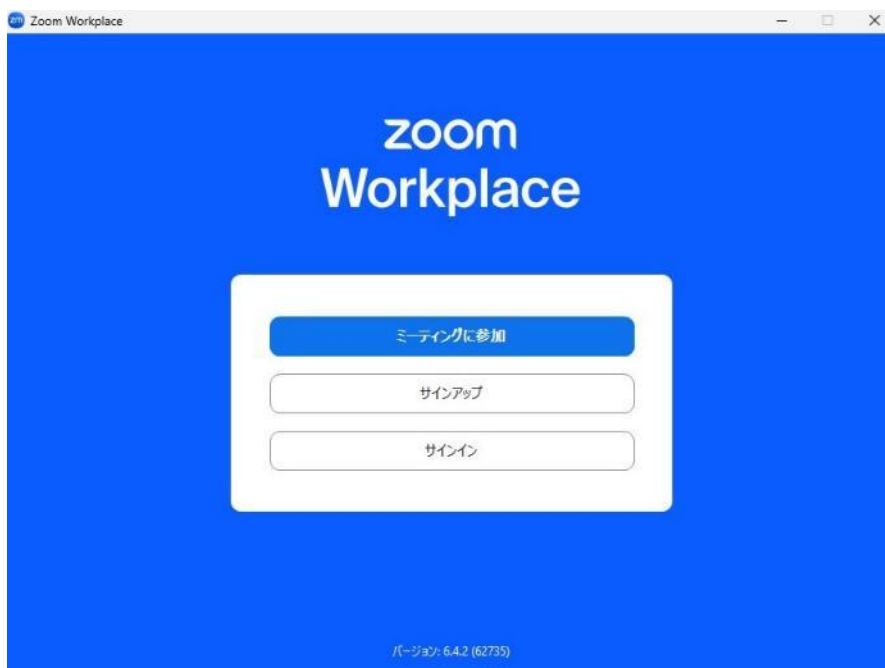 zm Zoom Workplace
zoom
Workplace
ミーティングに参加
サインアップ
サインイン
バージョン: 6.4.2 (62735)